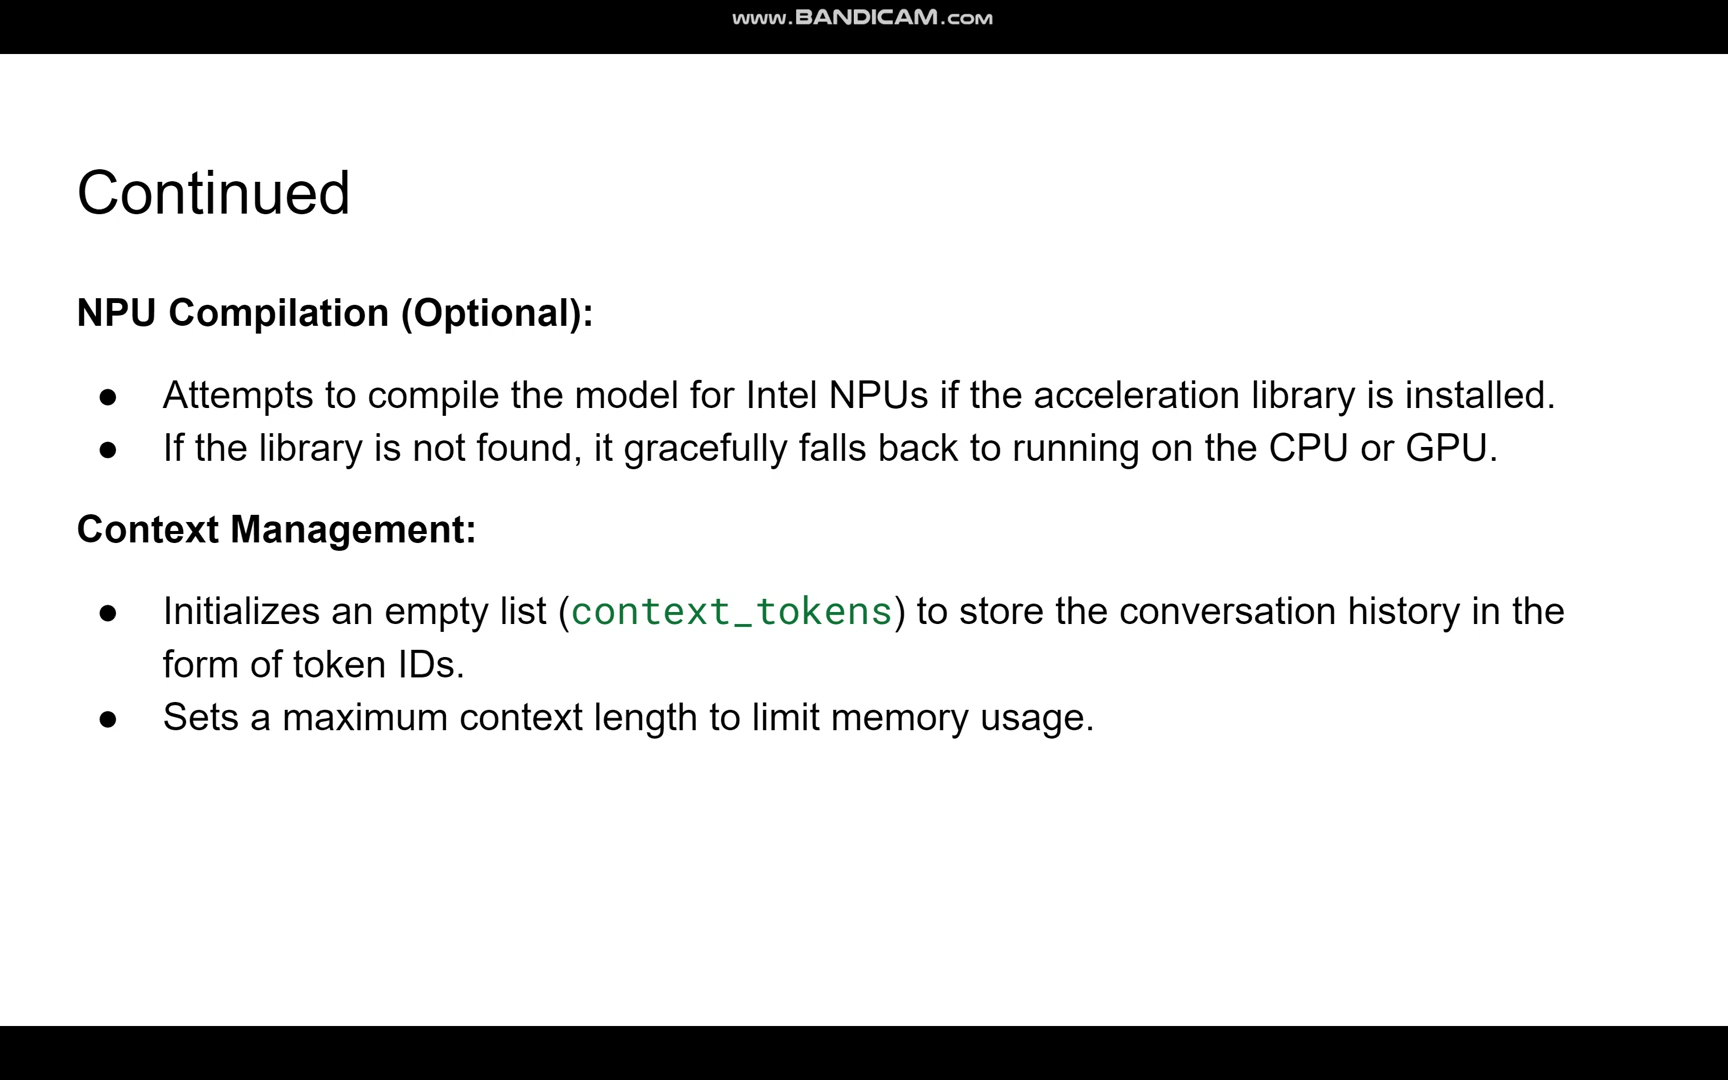 www.BANDICAM.com
Continued
NPU Compilation (Optional):
● Attempts to compile the model for Intel NPUs if the acceleration library is installed.
● If the library is not found, it gracefully falls back to running on the CPU or GPU.
Context Management:
● Initializes an empty list (context_tokens) to store the conversation history in the
form of token IDs.
● Sets a maximum context length to limit memory usage.